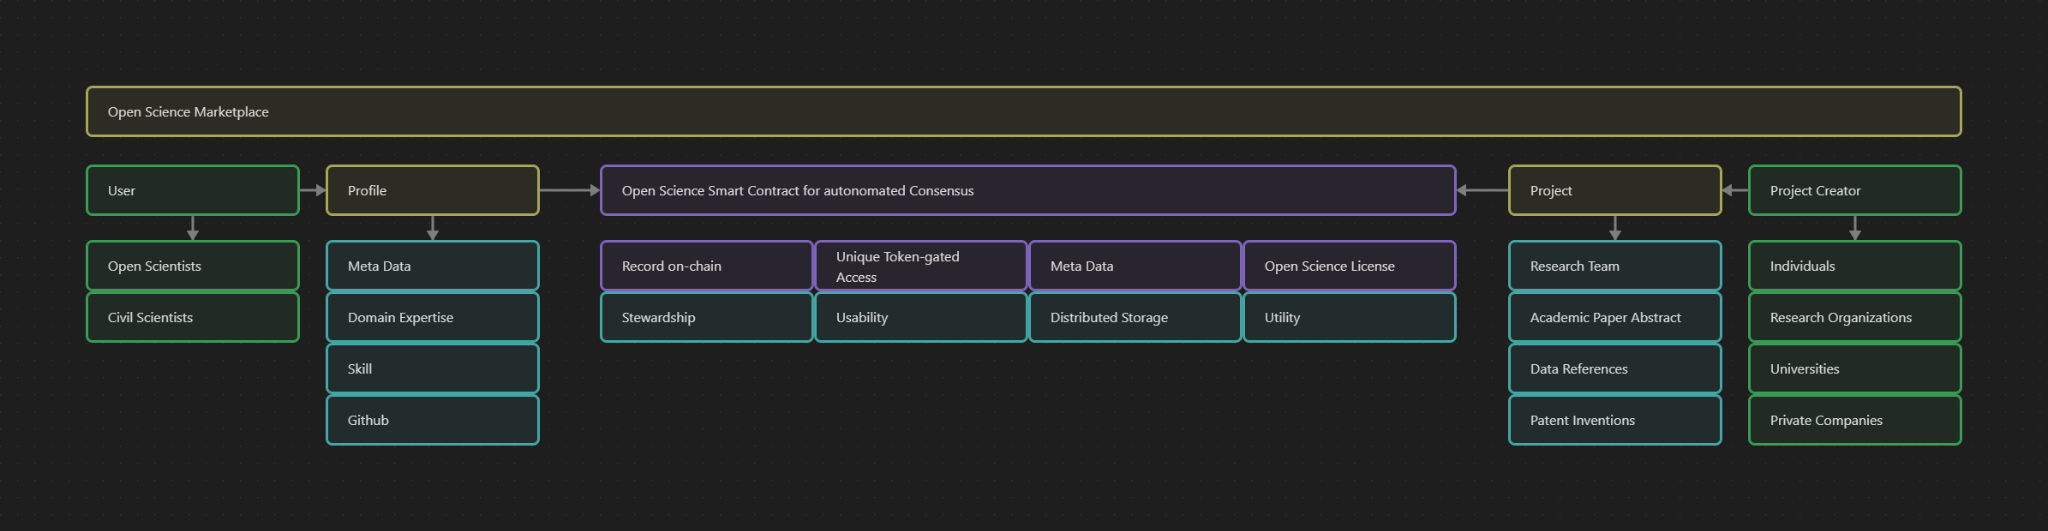 Open Science Marketplace
User
Profile
Open Science Smart Contract for autonomated Consensus
Project
Project Creator
Open Scientists
Civil Scientists
Meta Data
Domain Expertise
Skill
Github
Record on-chain
Unique Token-gated
Access
Meta Data
Open Science License
Stewardship
Usability
Distributed Storage
Utility
Research Team
Academic Paper Abstract
Data References
Patent Inventions
Individuals
Research Organizations
Universities
Private Companies